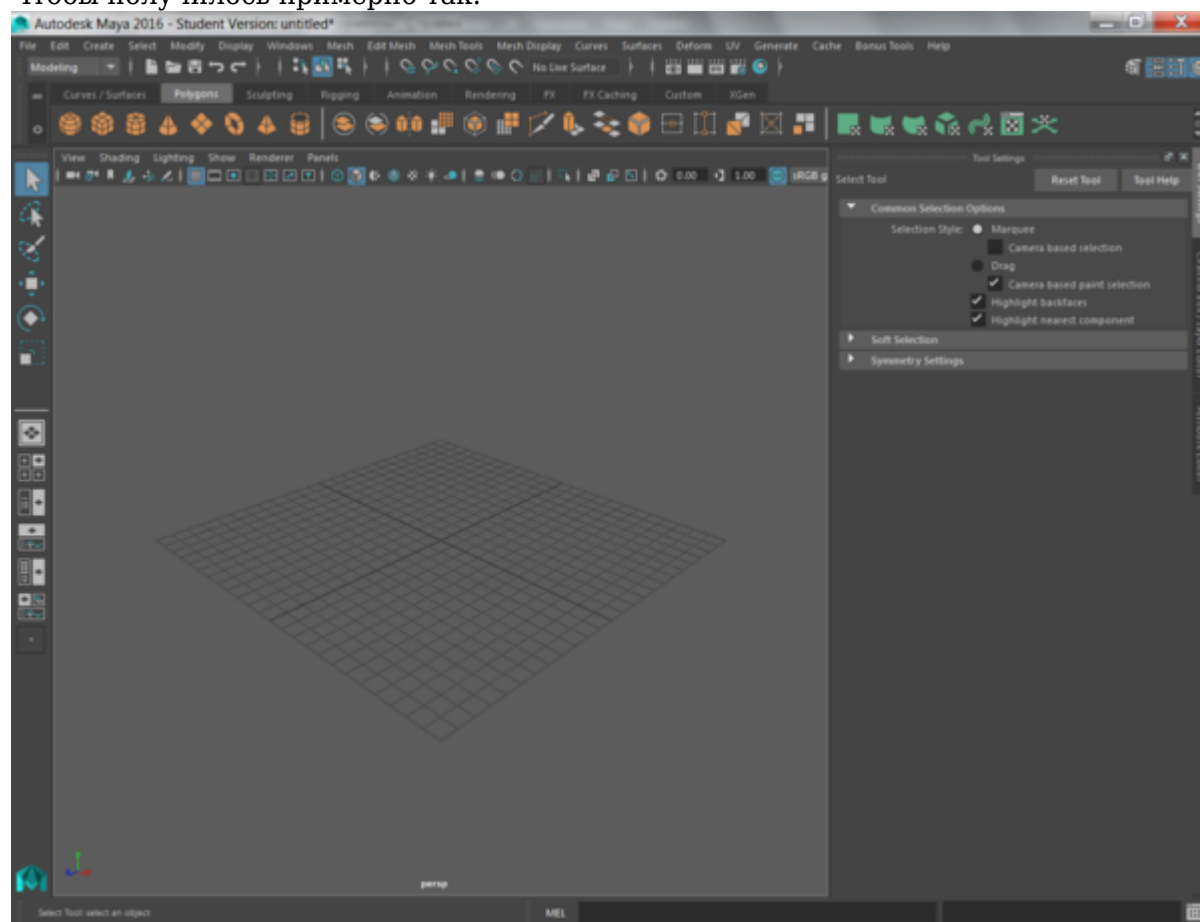 Чтобы получилось примерно так:
Autodesk Maya 2016 - Student Version: untitled*
File Edit Create Select Modify Display Windows Mesh Edit Mesh Mesh Tools Mesh Display Curves Surfaces Deform UV Generate Cache Bonus Tools Help
Modeling No Live Surface
Curves / Surfaces Polygons Sculpting Rigging Animation Rendering FX FX Caching Custom XGen
View Shading Lighting Show Renderer Panels
Tool Settings
0.00 1.00 sRGB g
Select Tool Reset Tool Tool Help
Common Selection Options
Selection Style: Marquee
Camera based selection
Drag
Camera based paint selection
Highlight backfaces
Highlight nearest component
Soft Selection
Symmetry Settings
persp
Select Tool: select an object MEL